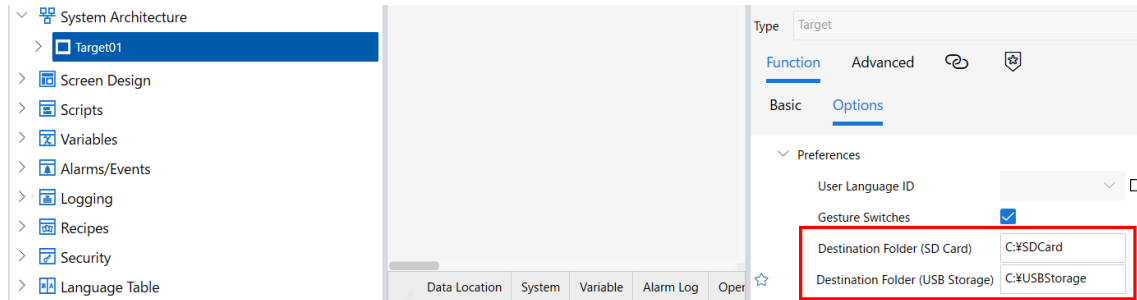 System Architecture
Target01
Screen Design
Scripts
Variables
Alarms/Events
Logging
Recipes
Security
Language Table
Data Location System Variable Alarm Log Oper
Type Target
Function Advanced
Basic Options
Preferences
User Language ID
Gesture Switches
Destination Folder (SD Card) C:¥SDCard
Destination Folder (USB Storage) C:¥USBStorage